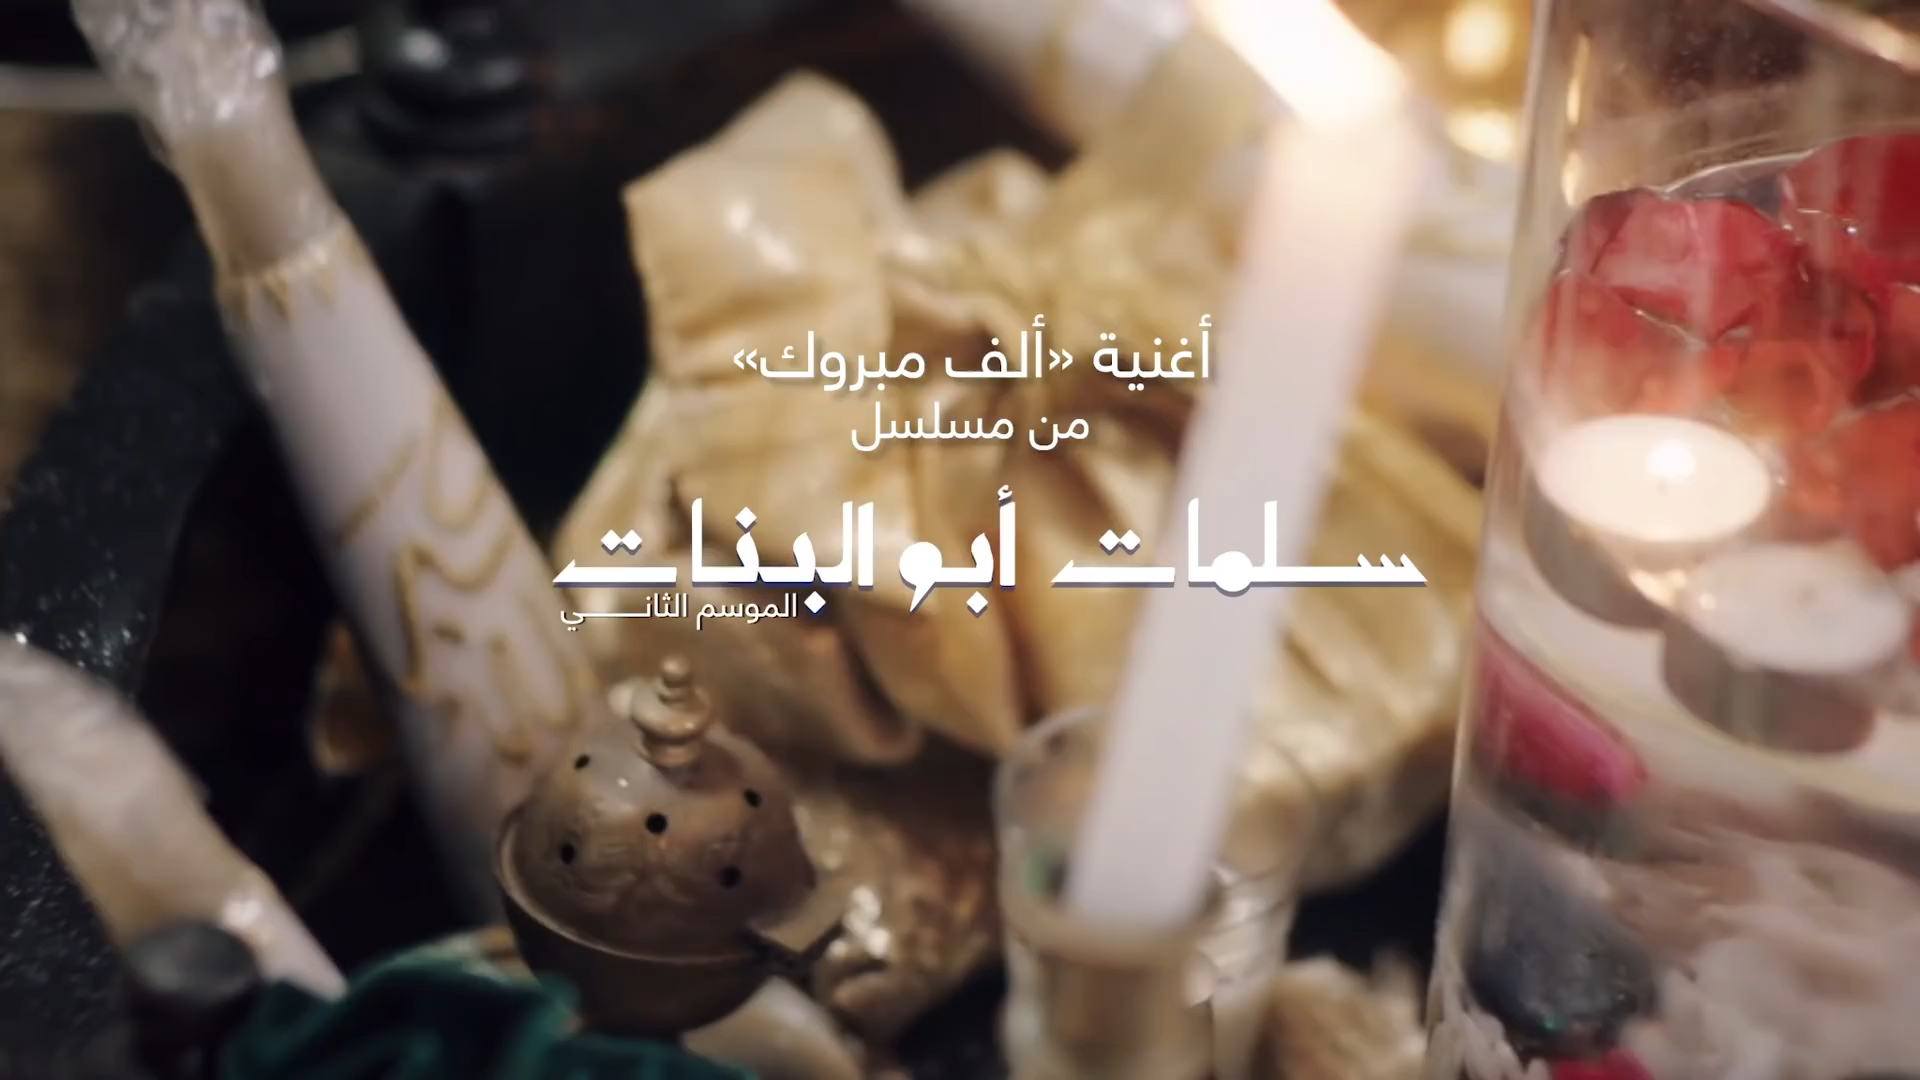 أغنية «ألف مبروك»
من مسلسل
سلمات أبو البنات
الموسم الثاني